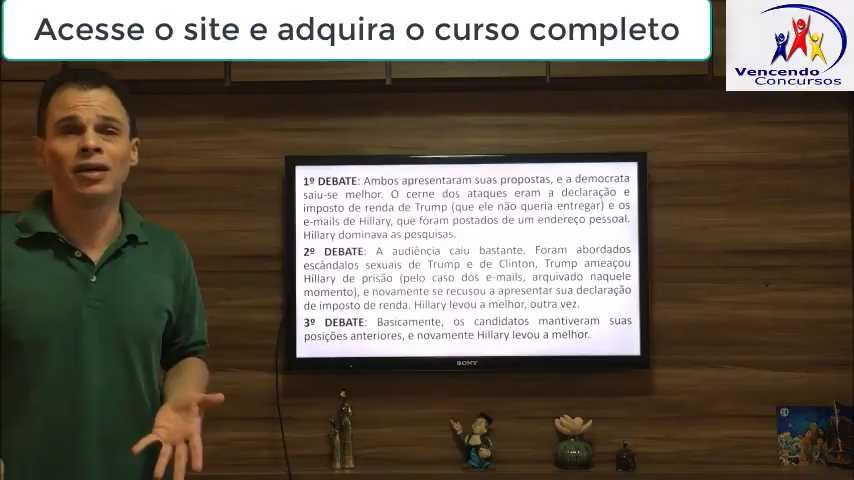 Acesse o site e adquira o curso completo
Vencendo
Concursos
1º DEBATE: Ambos apresentaram suas propostas, e a democrata
saiu-se melhor. O cerne dos ataques eram a declaração e
imposto de renda de Trump (que ele não queria entregar) e os
e-mails de Hillary, que foram postados de um endereço pessoal.
Hillary dominava as pesquisas.
2º DEBATE: A audiência caiu bastante. Foram abordados
escândalos sexuais de Trump e de Clinton, Trump ameaçou
Hillary de prisão (pelo caso dos e-mails, arquivado naquele
momento), e novamente se recusou a apresentar sua declaração
de imposto de renda. Hillary levou a melhor, outra vez.
3º DEBATE: Basicamente, os candidatos mantiveram suas
posições anteriores, e novamente Hillary levou a melhor.
SONY